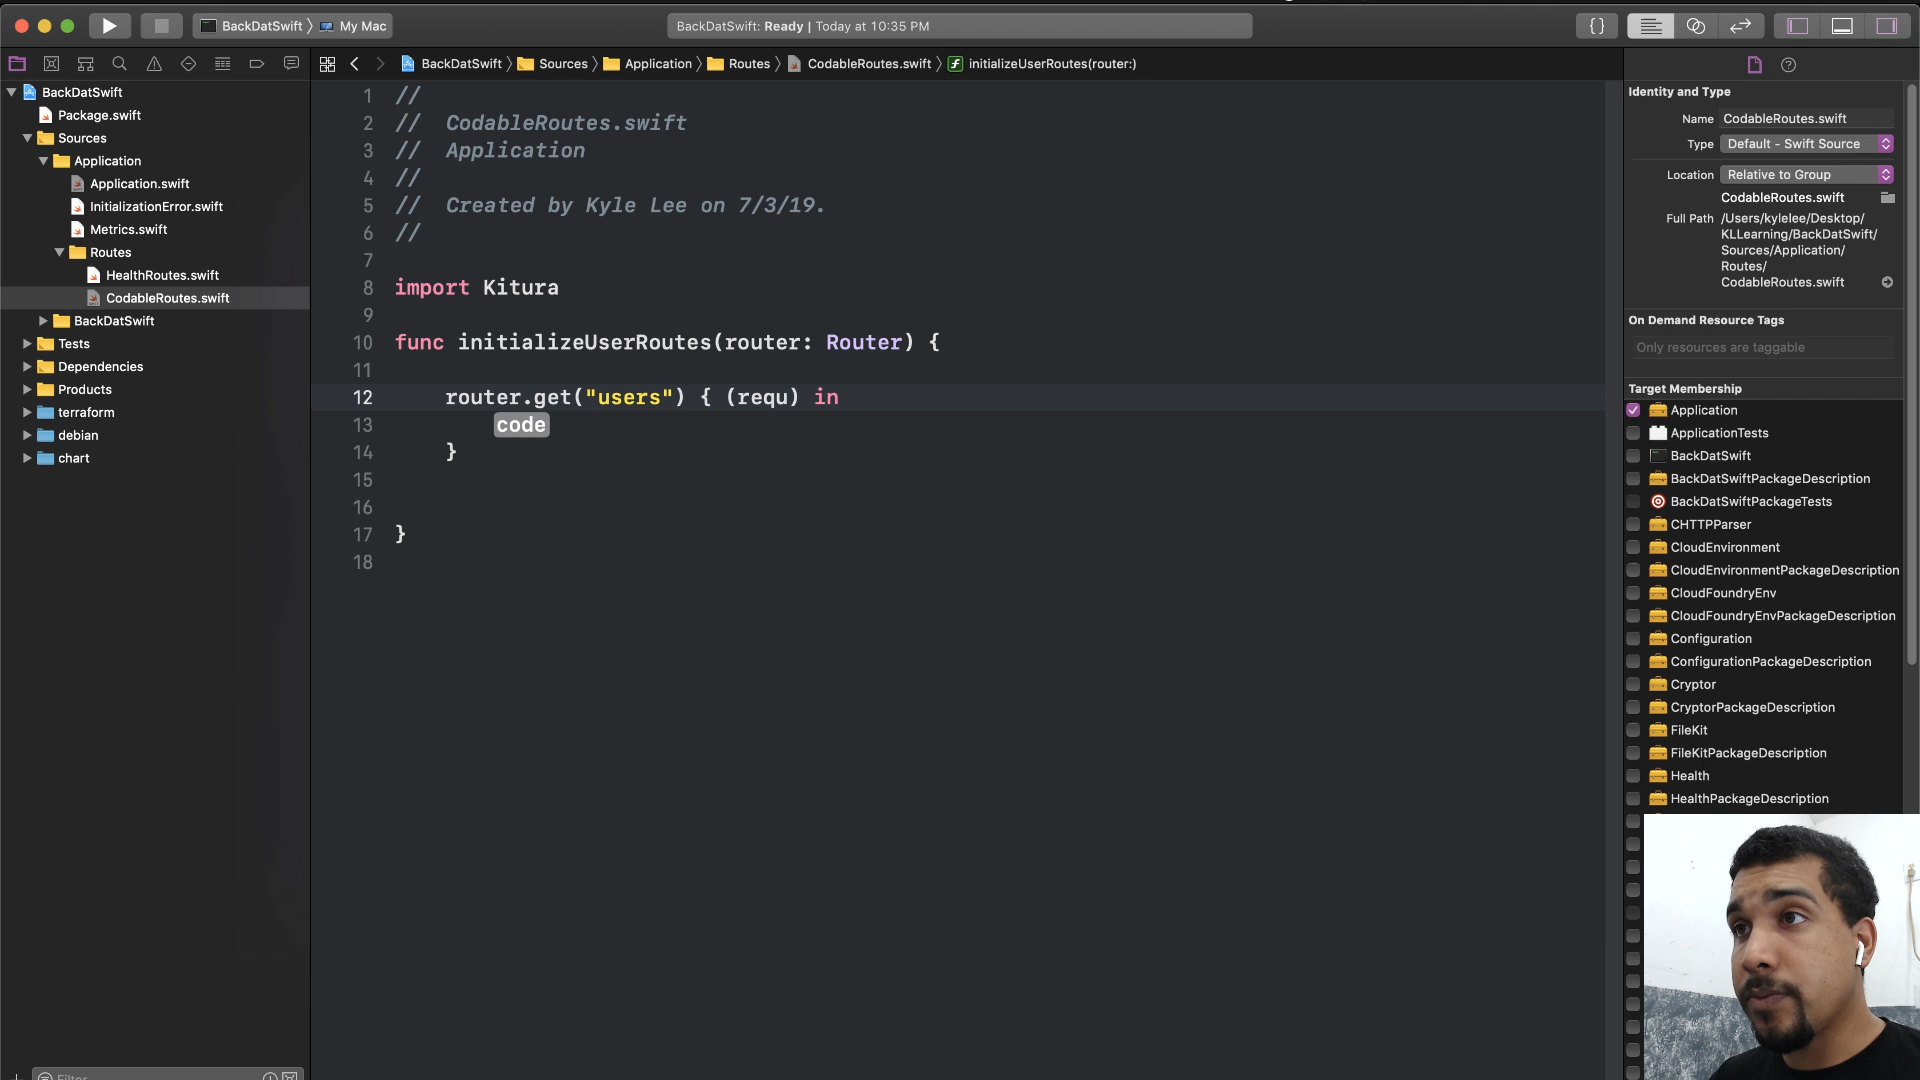 BackDatSwift
My Mac
BackDatSwift: Ready | Today at 10:35 PM
{}
BackDatSwift
Sources
Application
Routes
CodableRoutes.swift
initializeUserRoutes(router:)
BackDatSwift
Package.swift
Sources
Application
Application.swift
InitializationError.swift
Metrics.swift
Routes
HealthRoutes.swift
CodableRoutes.swift
BackDatSwift
Tests
Dependencies
Products
terraform
debian
chart
1 //
2 // CodableRoutes.swift
3 // Application
4 //
5 // Created by Kyle Lee on 7/3/19.
6 //
7
8 import Kitura
9
10 func initializeUserRoutes(router: Router) {
11
12 router.get("users") { (requ) in
13 code
14 }
15
16
17 }
18
Identity and Type
Name CodableRoutes.swift
Type Default - Swift Source
Location Relative to Group
CodableRoutes.swift
Full Path /Users/kylelee/Desktop/
KLLearning/BackDatSwift/
Sources/Application/
Routes/
CodableRoutes.swift
On Demand Resource Tags
Only resources are taggable
Target Membership
Application
ApplicationTests
BackDatSwift
BackDatSwiftPackageDescription
BackDatSwiftPackageTests
CHTTPParser
CloudEnvironment
CloudEnvironmentPackageDescription
CloudFoundryEnv
CloudFoundryEnvPackageDescription
Configuration
ConfigurationPackageDescription
Cryptor
CryptorPackageDescription
FileKit
FileKitPackageDescription
Health
HealthPackageDescription
Filter